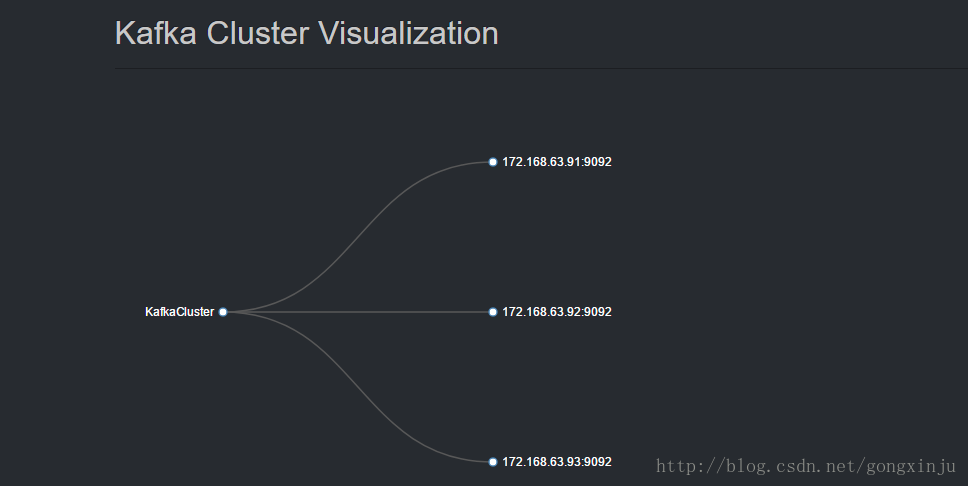 Kafka Cluster Visualization
172.168.63.91:9092
KafkaCluster
172.168.63.92:9092
172.168.63.93:9092
http://blog.csdn.net/gongxinju